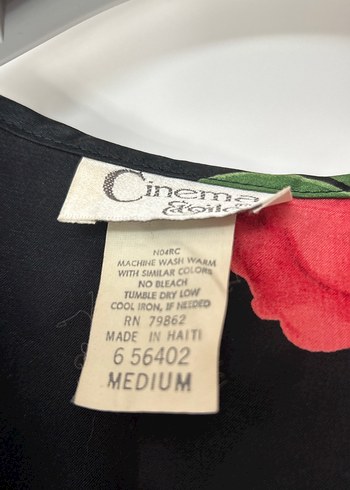 Cinema
Etoile
N04RC
MACHINE WASH WARM
WITH SIMILAR COLORS
NO BLEACH
TUMBLE DRY LOW
COOL IRON, IF NEEDED
RN 79862
MADE IN HAITI
6 56402
MEDIUM